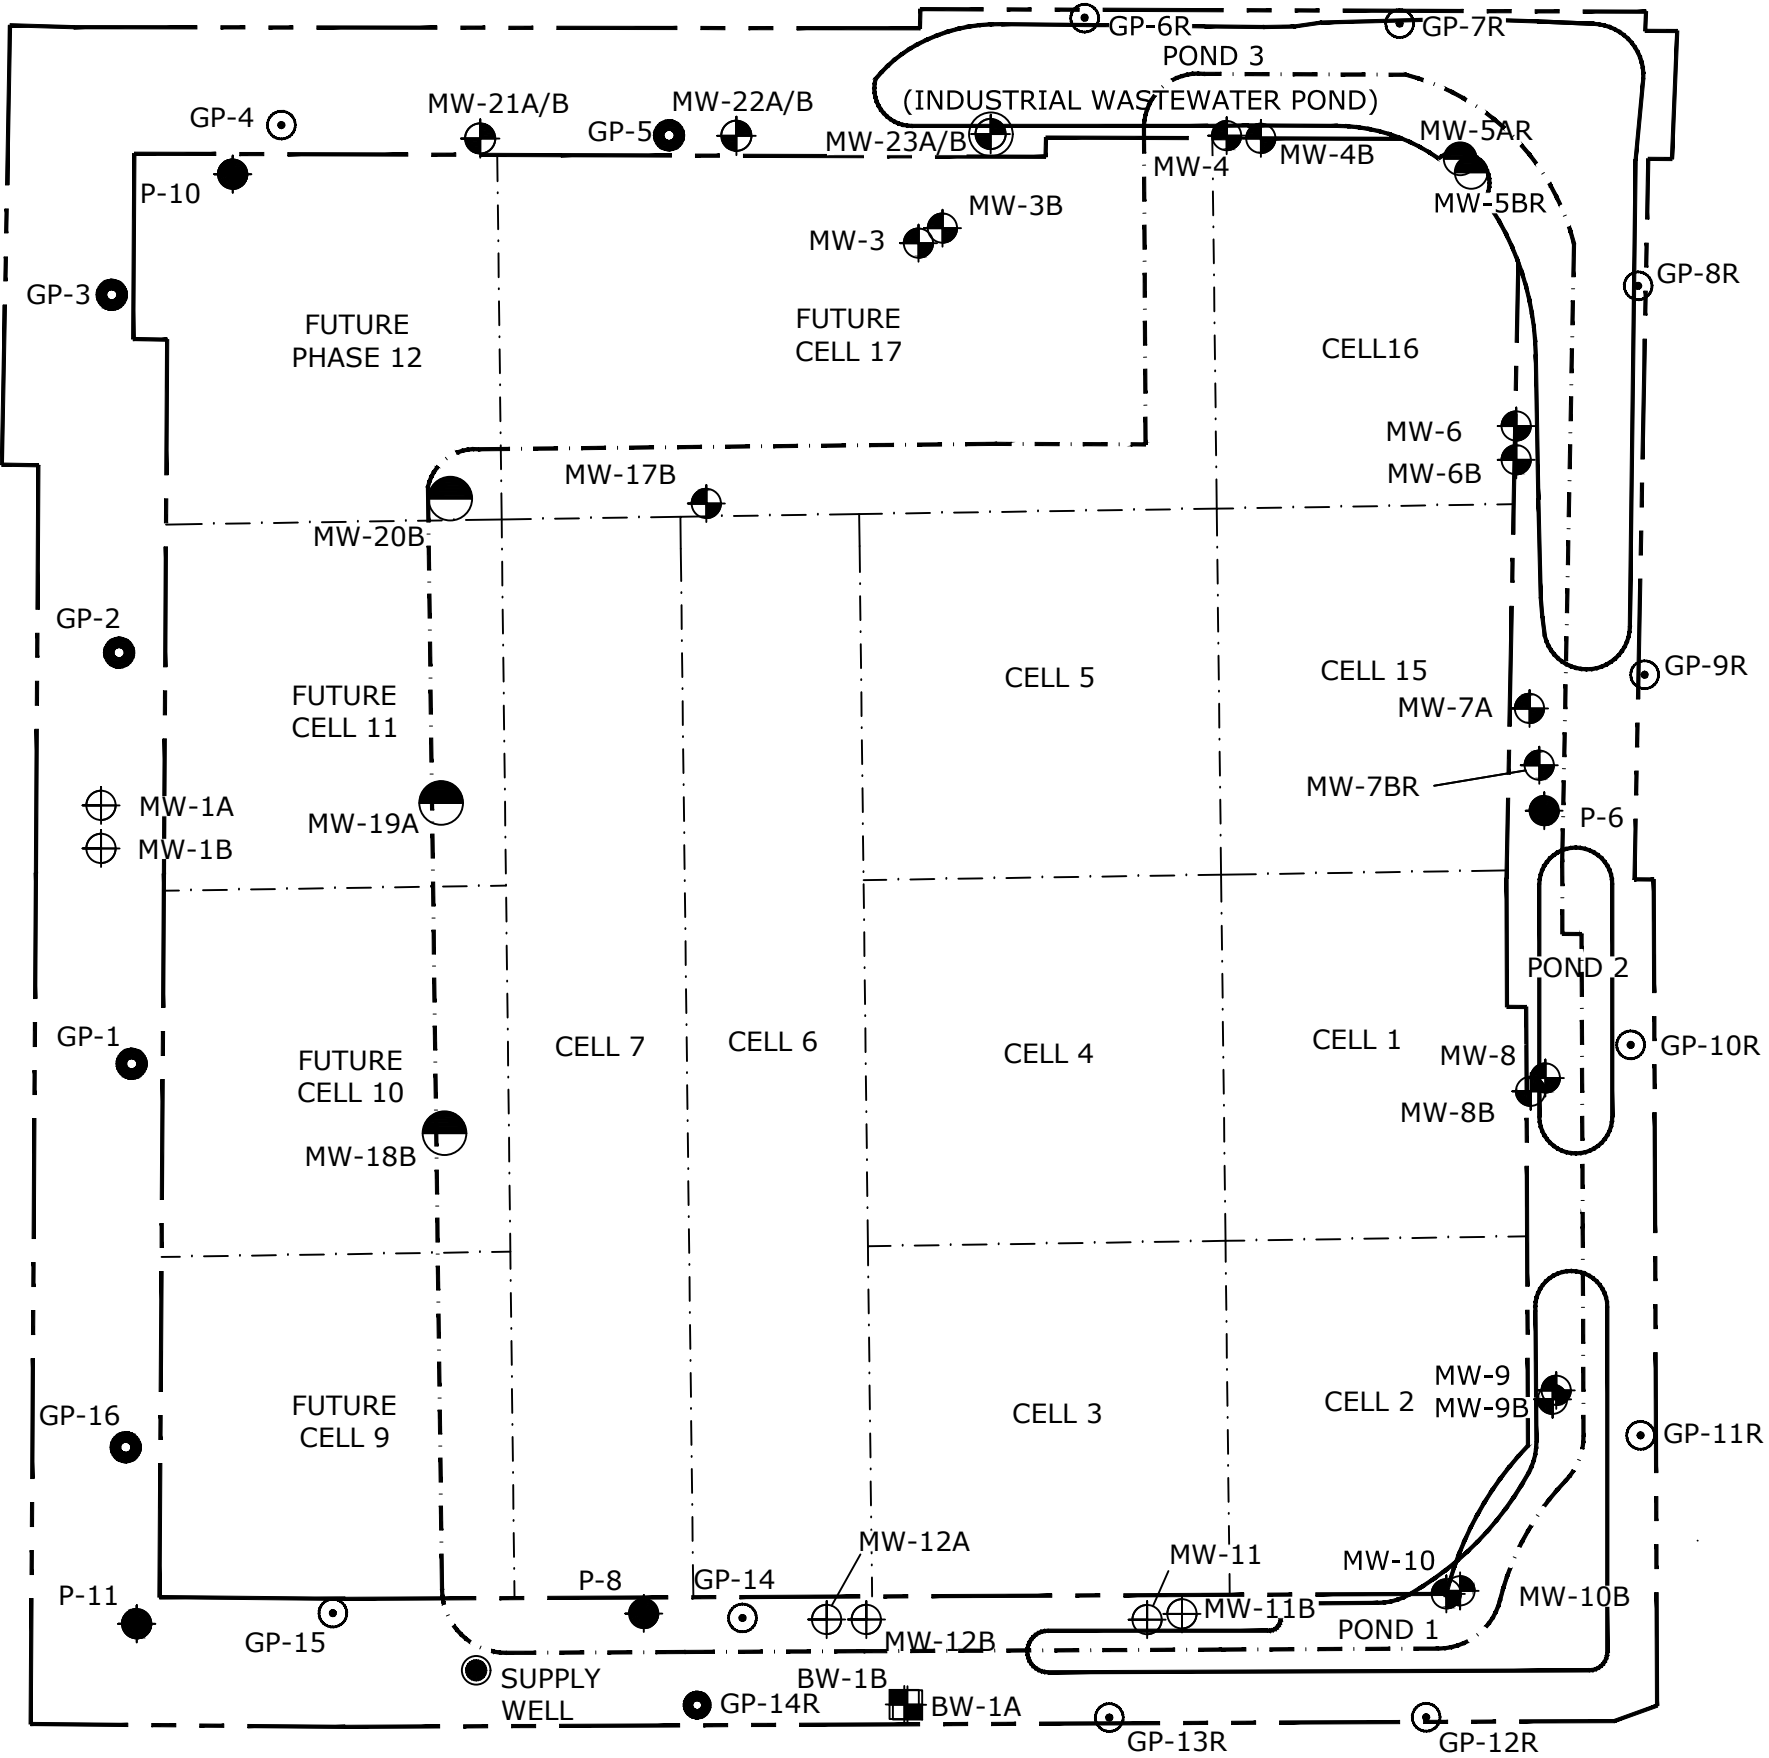 GP-6R
GP-7R
POND 3
(INDUSTRIAL WASTEWATER POND)
GP-4
MW-21A/B
GP-5
MW-22A/B
MW-23A/B
MW-4
MW-4B
MW-5AR
MW-5BR
P-10
MW-3B
MW-3
GP-3
GP-8R
FUTURE
PHASE 12
FUTURE
CELL 17
CELL16
MW-6
MW-6B
MW-17B
MW-20B
GP-2
FUTURE
CELL 11
CELL 5
CELL 15
GP-9R
MW-7A
MW-7BR
P-6
MW-1A
MW-1B
MW-19A
POND 2
GP-1
FUTURE
CELL 10
CELL 7
CELL 6
CELL 4
CELL 1
MW-8
MW-8B
GP-10R
MW-18B
GP-16
FUTURE
CELL 9
CELL 3
CELL 2
MW-9
MW-9B
GP-11R
P-11
GP-15
P-8
GP-14
MW-12A
MW-12B
MW-11
MW-11B
MW-10
MW-10B
POND 1
SUPPLY
WELL
GP-14R
BW-1B
BW-1A
GP-13R
GP-12R